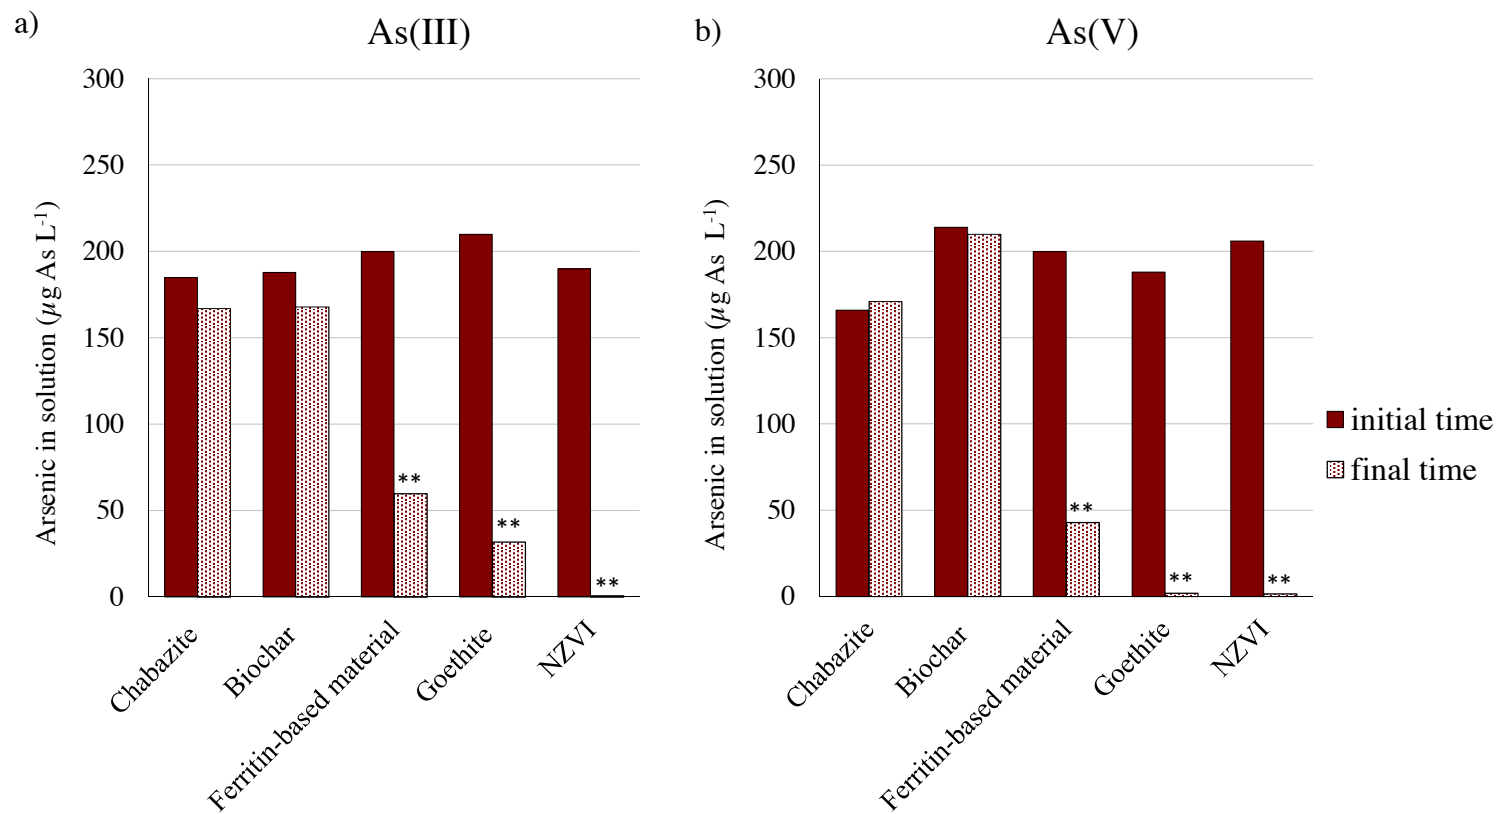 a)
As(III)
300
250
200
150
100
50
0
Arsenic in solution (µg As L-1)
**
**
**
Chabazite
Biochar
Ferritin-based material
Goethite
NZVI
b)
As(V)
300
250
200
150
100
50
0
Arsenic in solution (µg As L-1)
**
**
**
Chabazite
Biochar
Ferritin-based material
Goethite
NZVI
initial time
final time